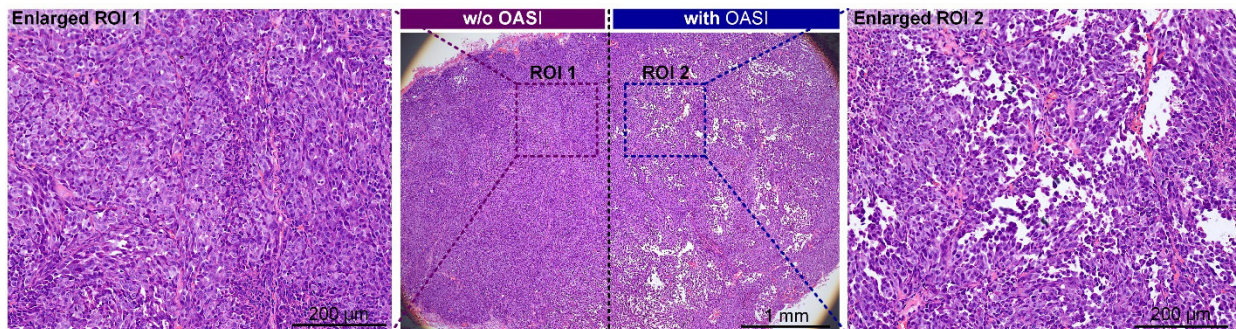 Enlarged ROI 1
w/o OASI
with OASI
Enlarged ROI 2
ROI 1
ROI 2
200 μm
1 mm
200 μm